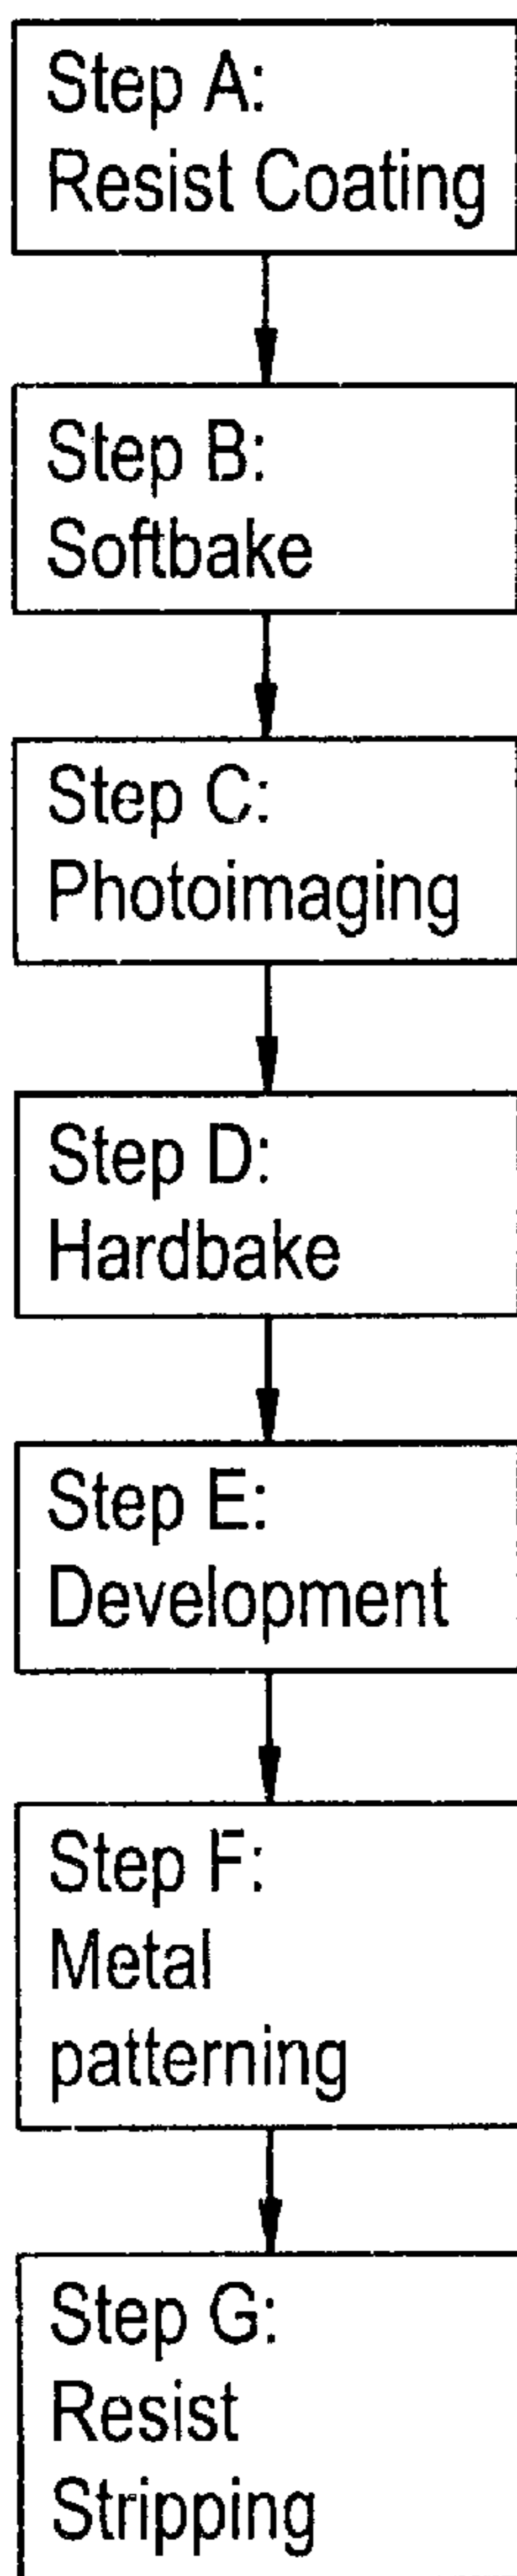 Step A:
Resist Coating
Step B:
Softbake
Step C:
Photoimaging
Step D:
Hardbake
Step E:
Development
Step F:
Metal
patterning
Step G:
Resist
Stripping